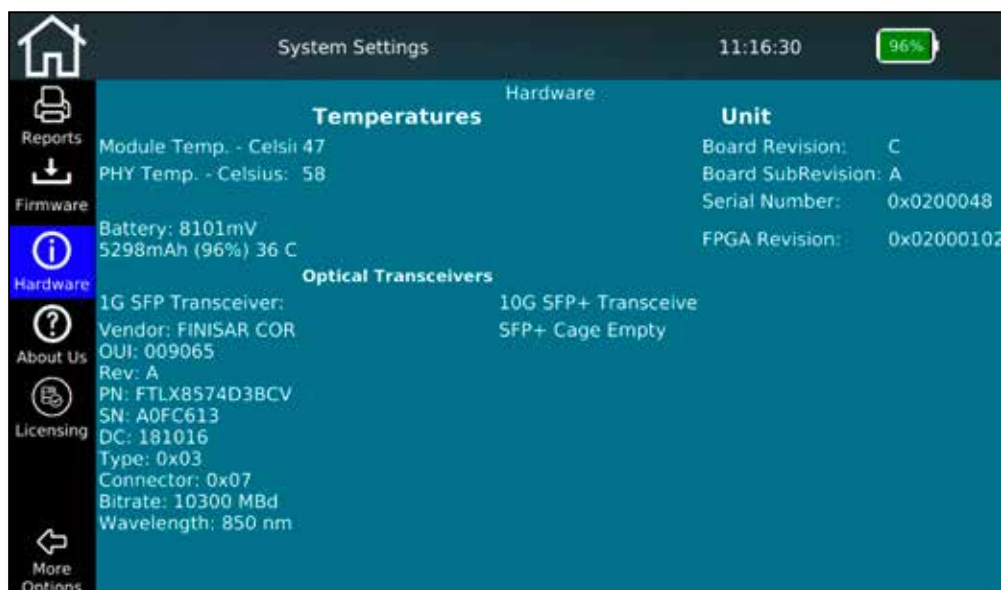 System Settings 11:16:30 96%
Hardware
Temperatures Unit
Reports
Module Temp. - Celsi 47 Board Revision: C
PHY Temp. - Celsius: 58 Board SubRevision: A
Firmware
Serial Number: 0x0200048
Battery: 8101mV
5298mAh (96%) 36 C FPGA Revision: 0x02000102
Hardware
Optical Transceivers
1G SFP Transceiver: 10G SFP+ Transceive
Vendor: FINISAR COR SFP+ Cage Empty
About Us
OUI: 009065
Rev: A
PN: FTLX8574D3BCV
SN: A0FC613
Licensing
DC: 181016
Type: 0x03
Connector: 0x07
Bitrate: 10300 MBd
Wavelength: 850 nm
More
Options